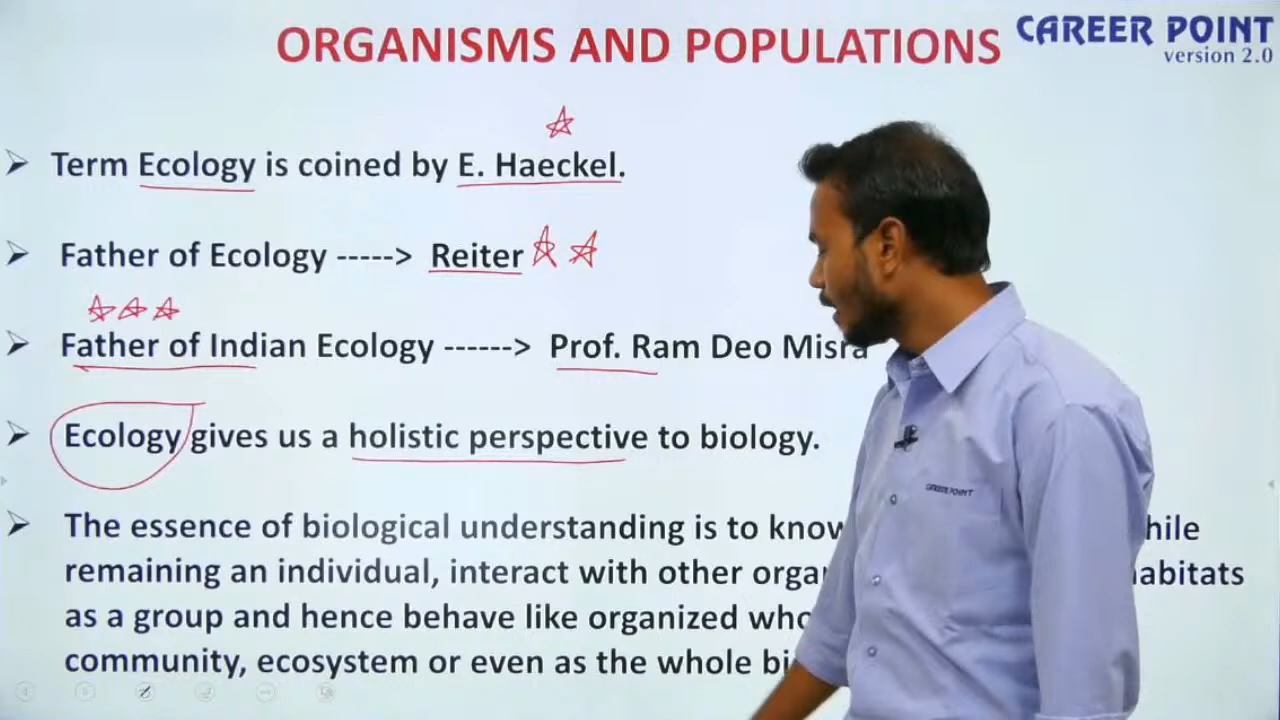 ORGANISMS AND POPULATIONS
CAREER POINT
version 2.0
➢ Term Ecology is coined by E. Haeckel.
➢ Father of Ecology -----> Reiter
➢ Father of Indian Ecology ------> Prof. Ram Deo Misra
➢ Ecology gives us a holistic perspective to biology.
➢ The essence of biological understanding is to know
remaining an individual, interact with other
as a group and hence behave like organized
community, ecosystem or even as the whole
CAREER POINT